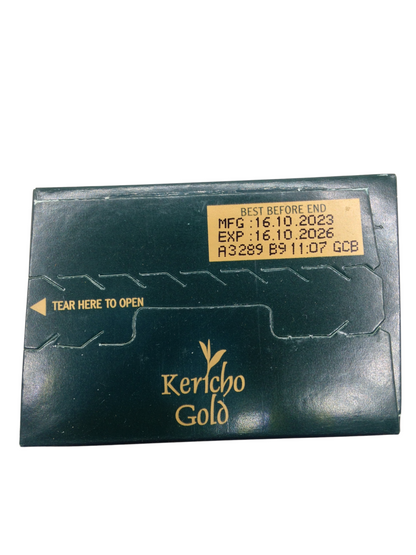 BEST BEFORE END
MFG :16.10.2023
EXP :16.10.2026
A3289 B9 11:07 GCB
TEAR HERE TO OPEN
Kericho
Gold